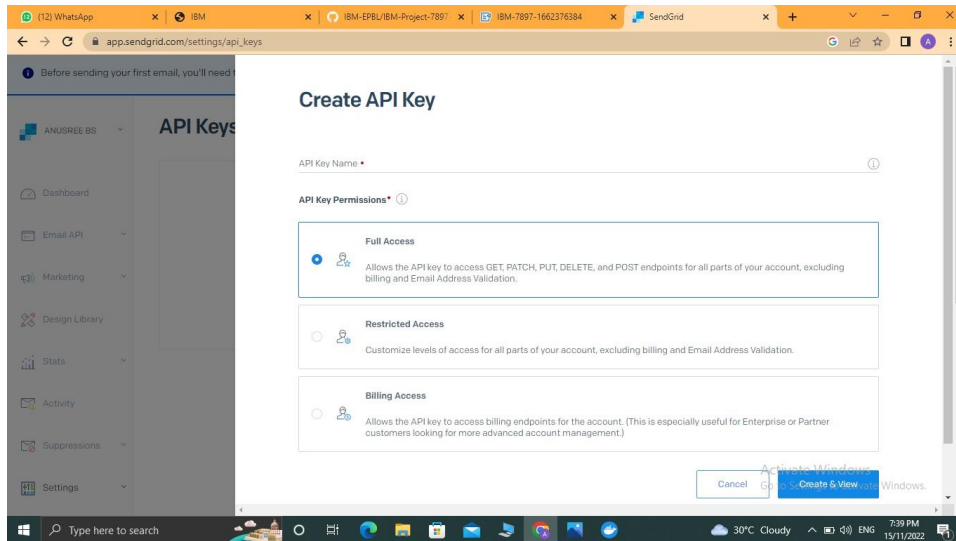 (12) WhatsApp
IBM
IBM-EPBL/IBM-Project-7897
IBM-7897-1662376384
SendGrid
app.sendgrid.com/settings/api_keys
A
Before sending your first email, you'll need t
ANUSREE BS
API Keys
Dashboard
Email API
Marketing
Design Library
Stats
Activity
Suppressions
Settings
Create API Key
API Key Name •
API Key Permissions•
Full Access
Allows the API key to access GET, PATCH, PUT, DELETE, and POST endpoints for all parts of your account, excluding
billing and Email Address Validation.
Restricted Access
Customize levels of access for all parts of your account, excluding billing and Email Address Validation.
Billing Access
Allows the API key to access billing endpoints for the account. (This is especially useful for Enterprise or Partner
customers looking for more advanced account management.)
Activate Windows
Cancel
Create & View
Windows.
Type here to search
30°C Cloudy
ENG
7:39 PM
15/11/2022
1